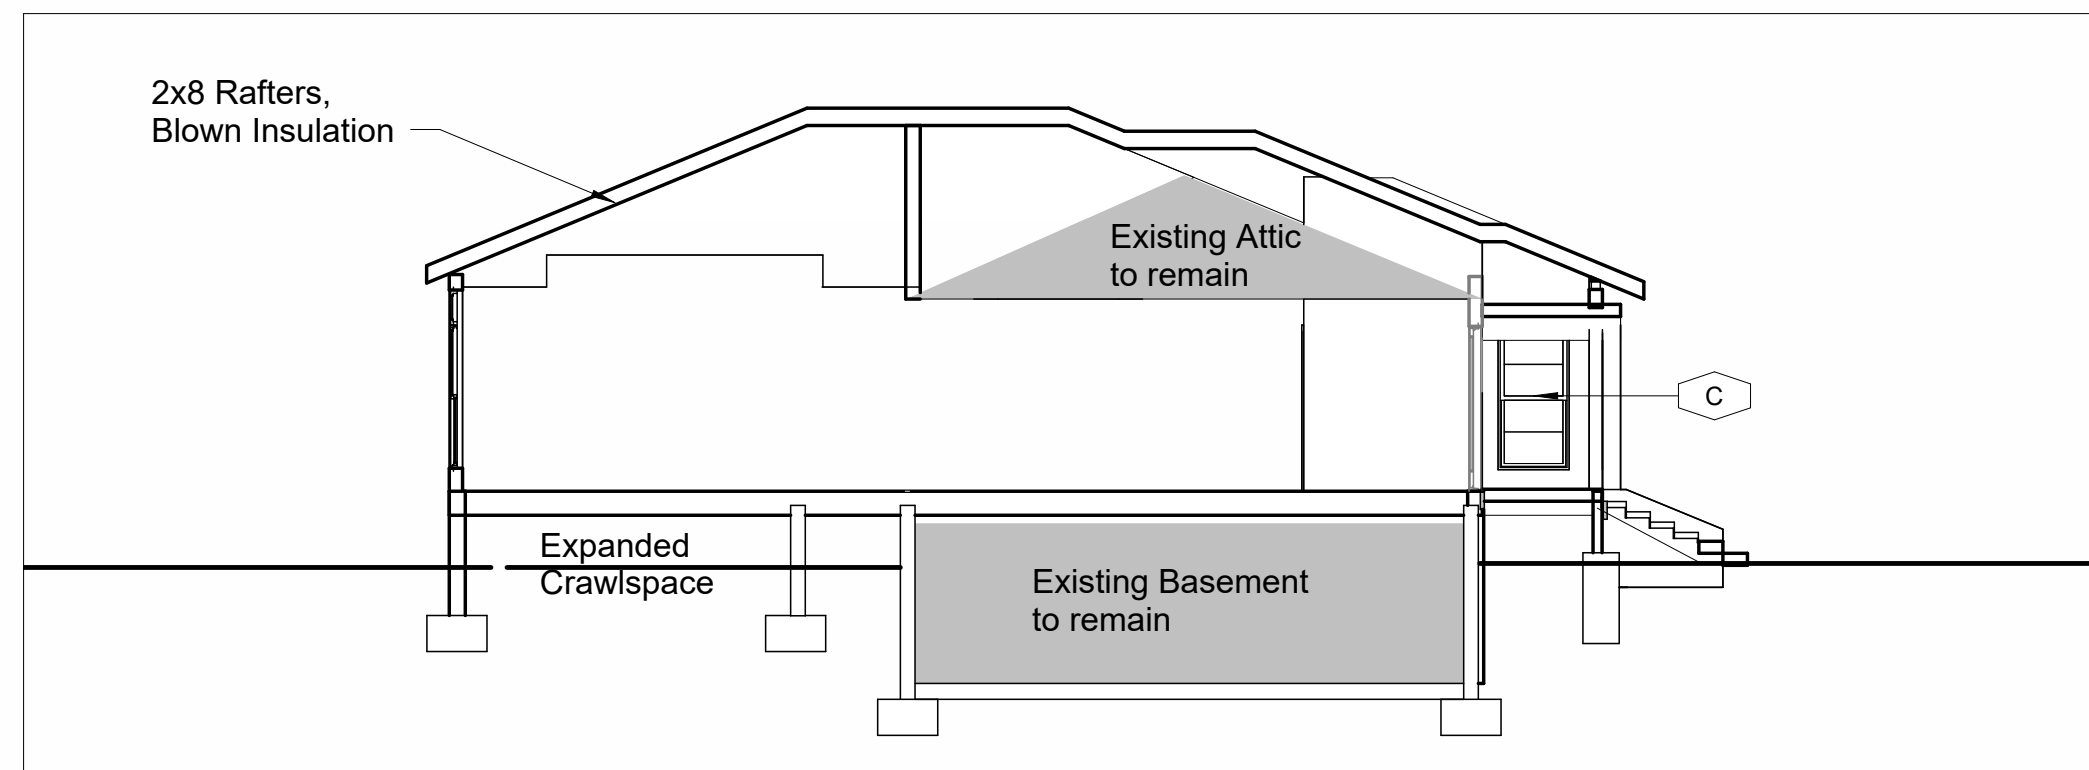 2x8 Rafters,
Blown Insulation
Existing Attic
to remain
C
Expanded
Crawlspace
Existing Basement
to remain